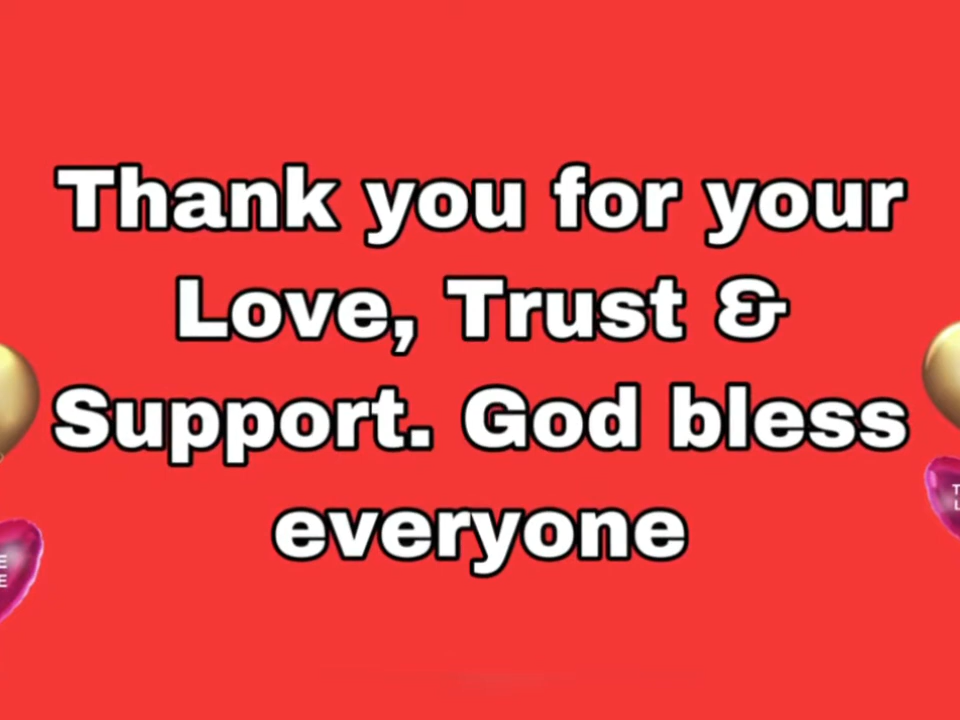 Thank you for your
Love, Trust &
Support. God bless
everyone